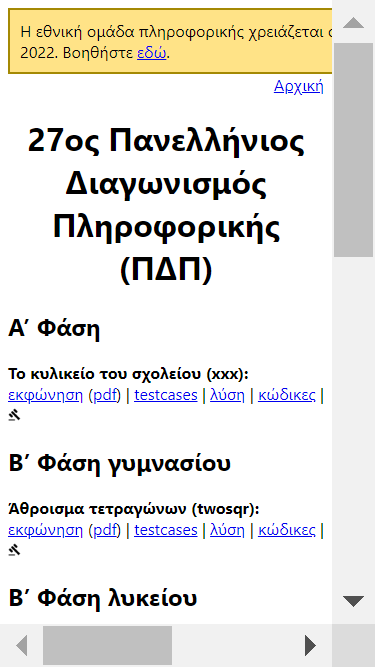 Η εθνική ομάδα πληροφορικής χρειάζεται
2022. Βοηθήστε εδώ.
Αρχική
27ος Πανελλήνιος
Διαγωνισμός
Πληροφορικής
(ΠΔΠ)
Α’ Φάση
Το κυλικείο του σχολείου (xxx):
εκφώνηση (pdf) | testcases | λύση | κώδικες |
Β’ Φάση γυμνασίου
Άθροισμα τετραγώνων (twosqr):
εκφώνηση (pdf) | testcases | λύση | κώδικες |
Β’ Φάση λυκείου